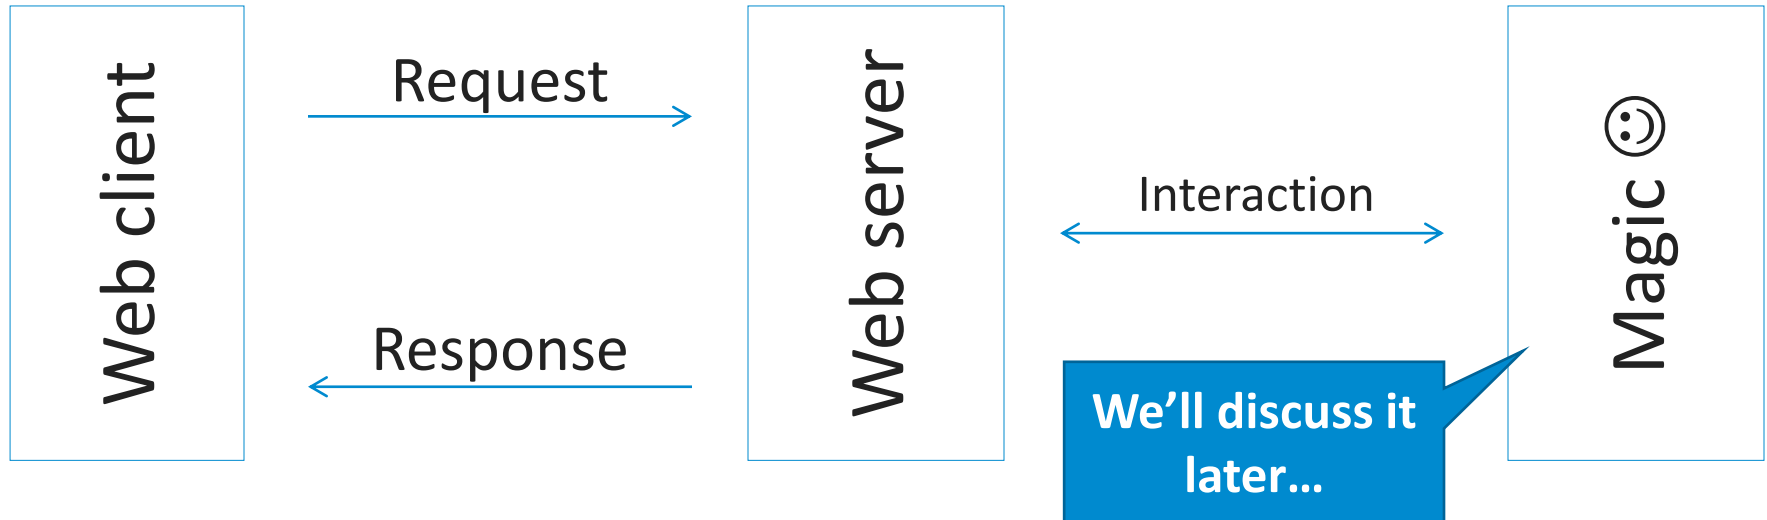 Web client
Request
Response
Web server
Interaction
Magic ☺
We’ll discuss it
later…